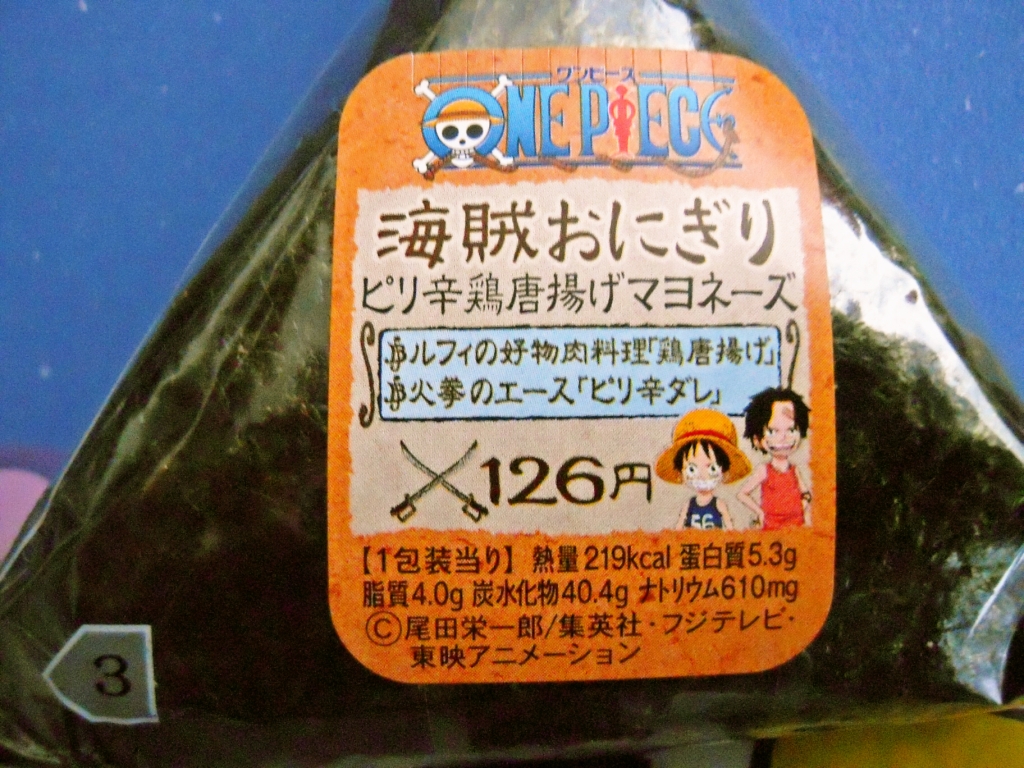 ワンピース
ONE PIECE
海賊おにぎり
ピリ辛鶏唐揚げマヨネーズ
ルフィの好物肉料理「鶏唐揚げ」
火拳のエース「ピリ辛ダレ」
126円
56
【1包装当り】 熱量219kcal 蛋白質5.3g
脂質4.0g 炭水化物40.4g ナトリウム610mg
©尾田栄一郎/集英社・フジテレビ・
東映アニメーション
3